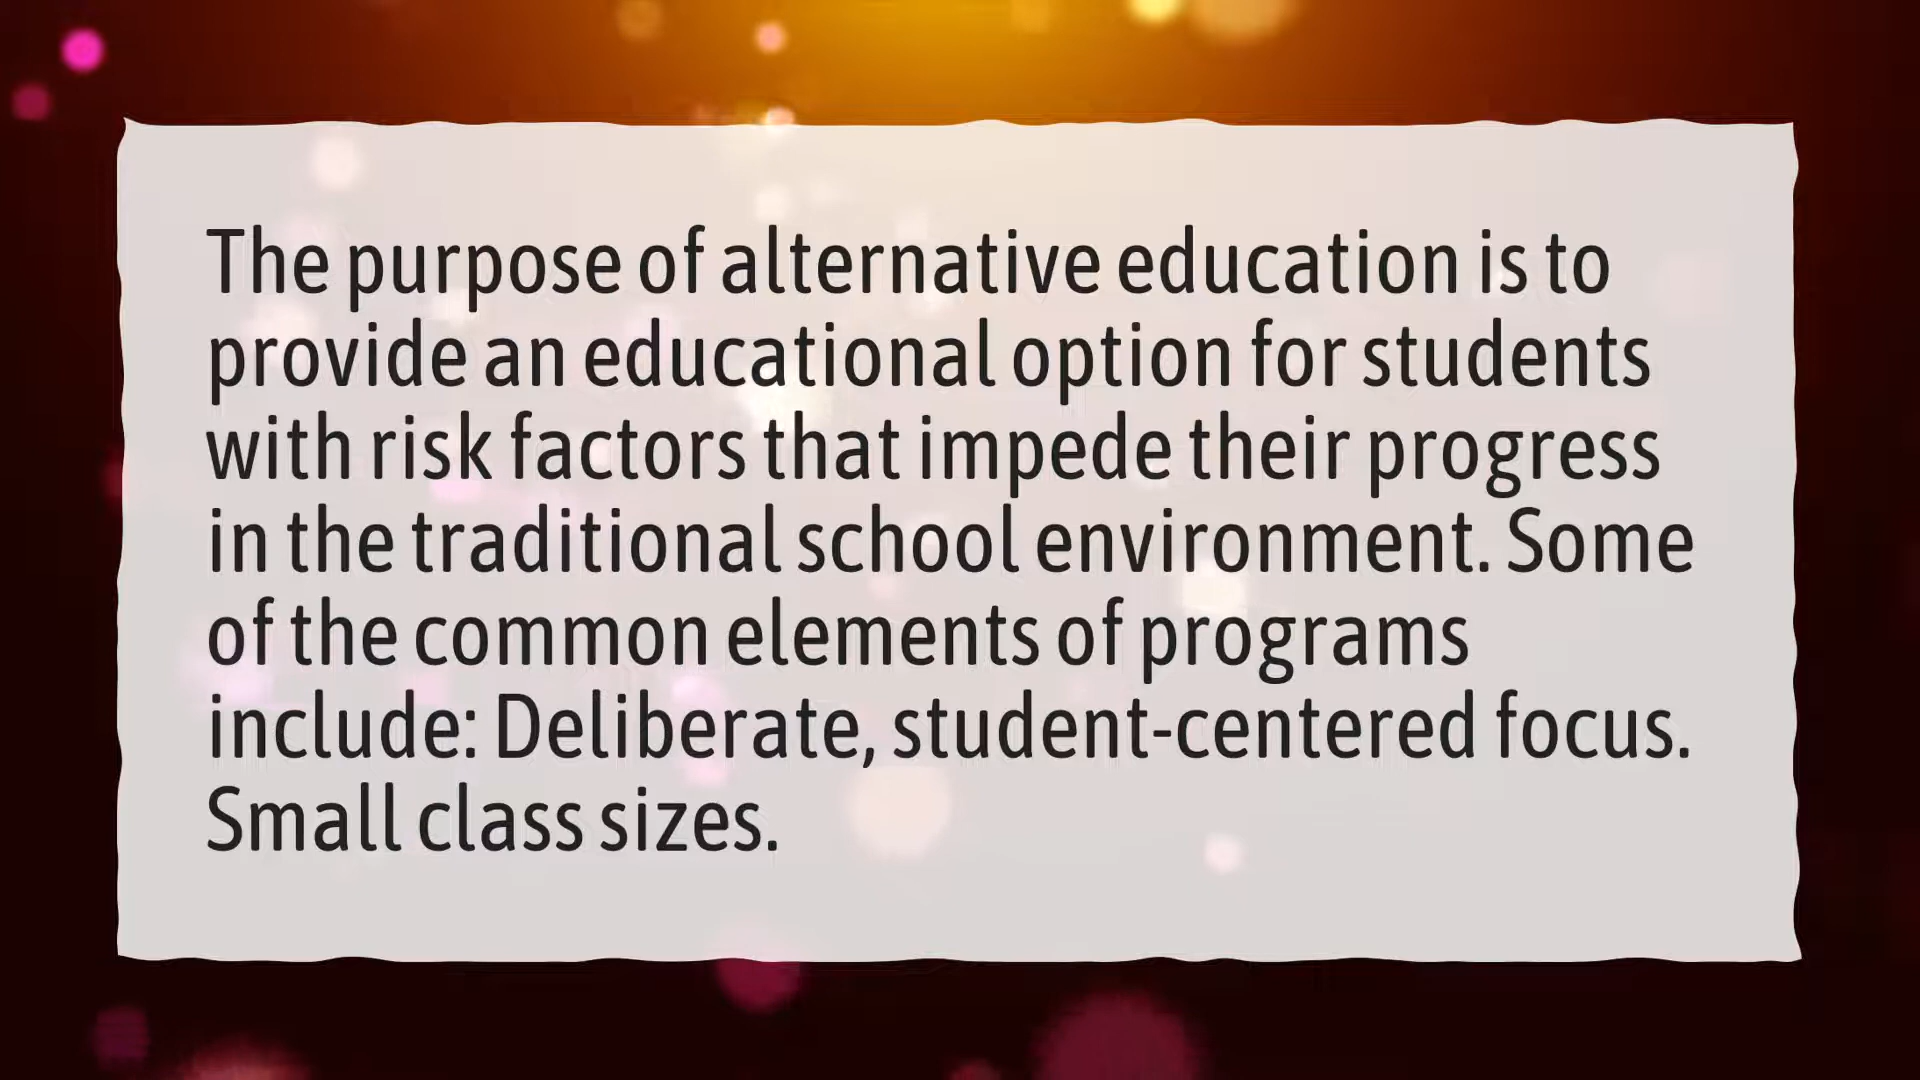 The purpose of alternative education is to
provide an educational option for students
with risk factors that impede their progress
in the traditional school environment. Some
of the common elements of programs
include: Deliberate, student-centered focus.
Small class sizes.